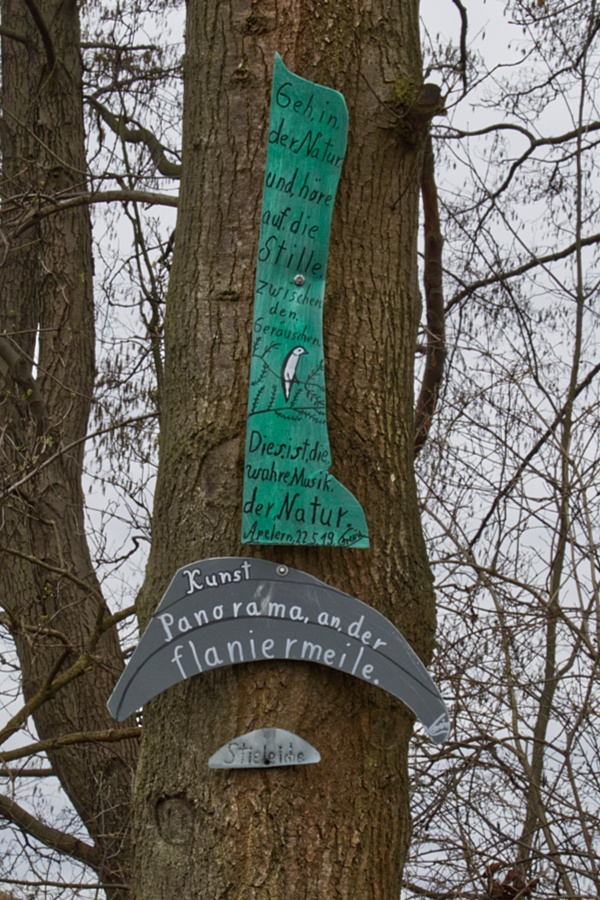 Geh, in,
der Natur
und, höre
auf, die
Stille,
zwischen
den,
Geräuschen.
Dies, ist, die
wahre Musik.
der, Natur.
Apelern, 22.5.19
Kunst
Panorama, an, der
flaniermeile.
Stieleiche